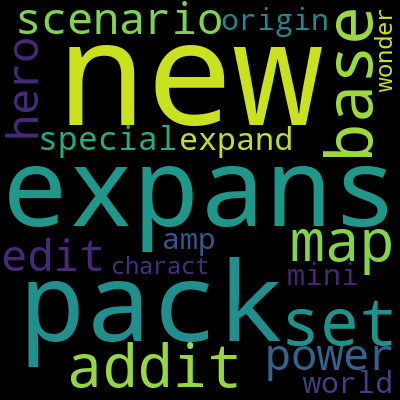 scenario origin
hero new base wonder
special expand
expans
edit amp map
charact mini
pack set
addit power
world